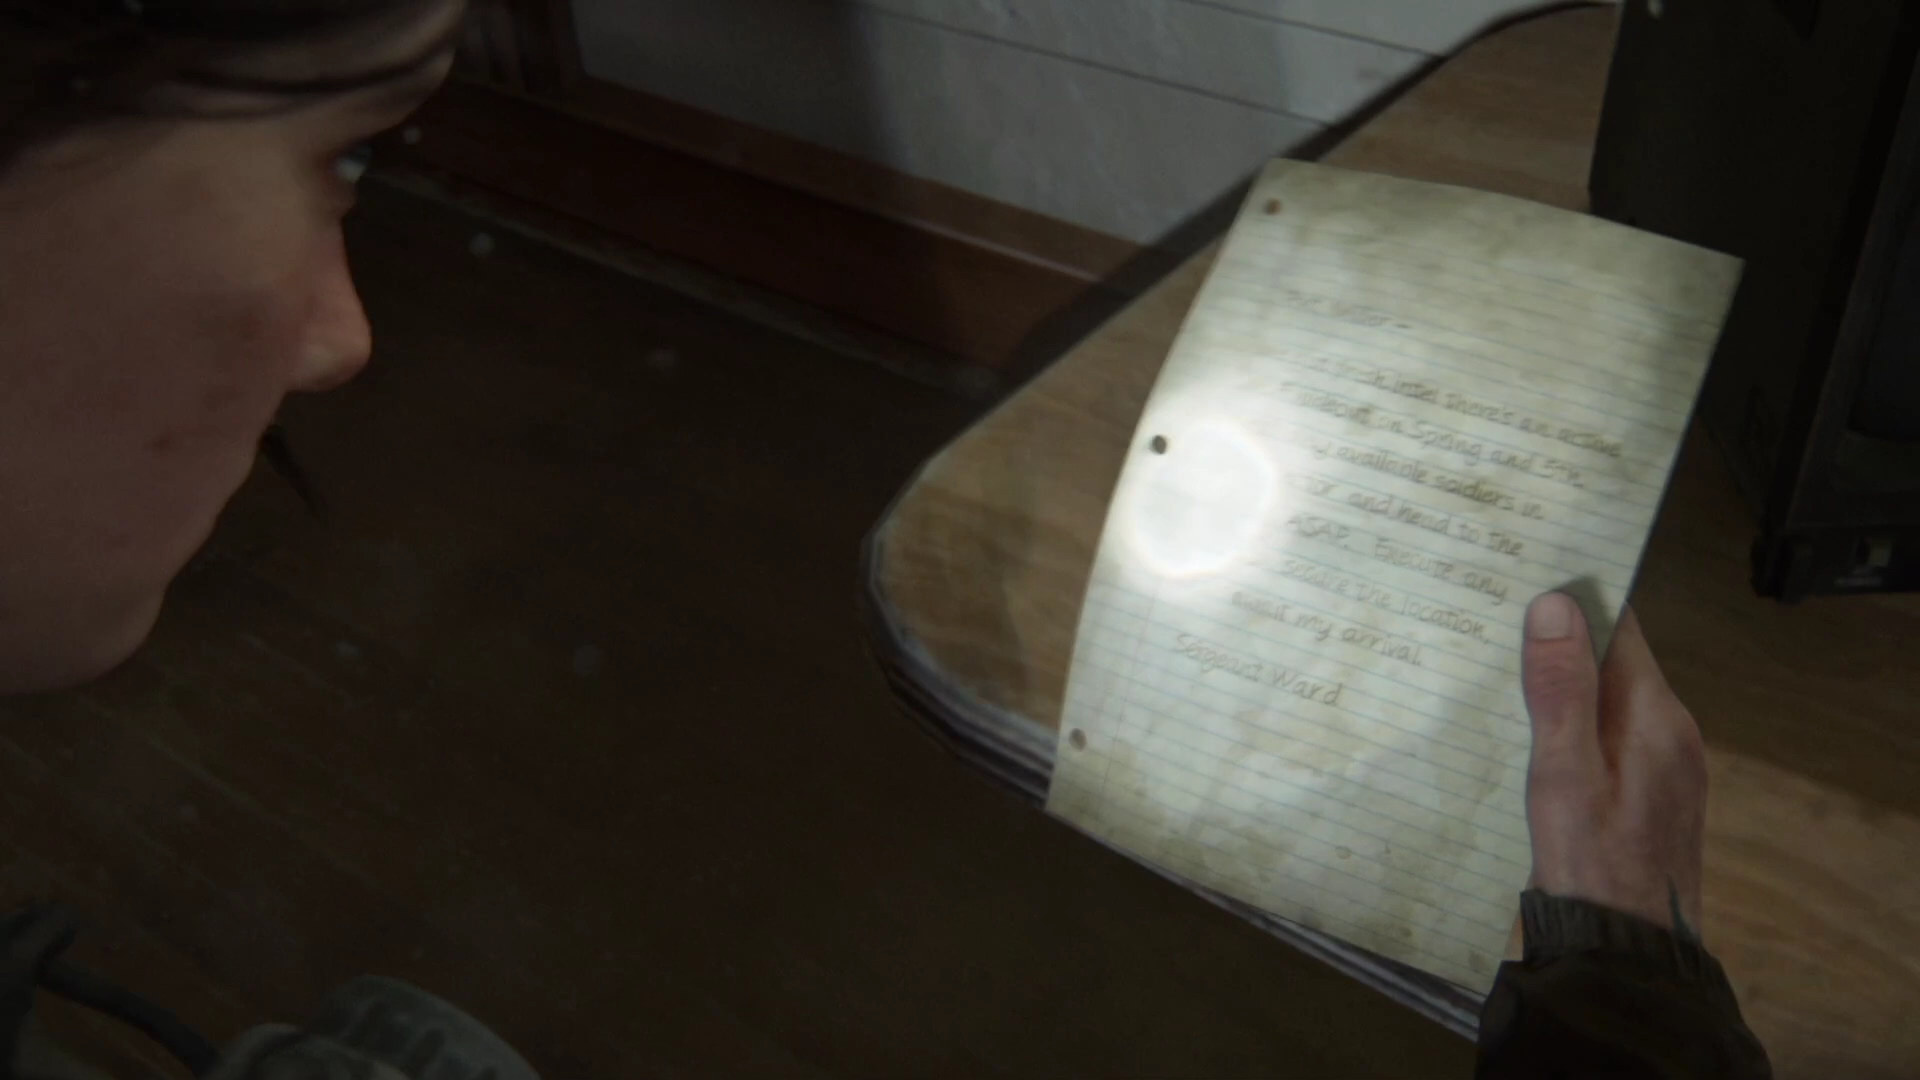 intel there's an active
on Spring and 5th.
available soldiers in
and head to the
ASAP. Execute any
secure the location,
await my arrival.
Sergeant Ward